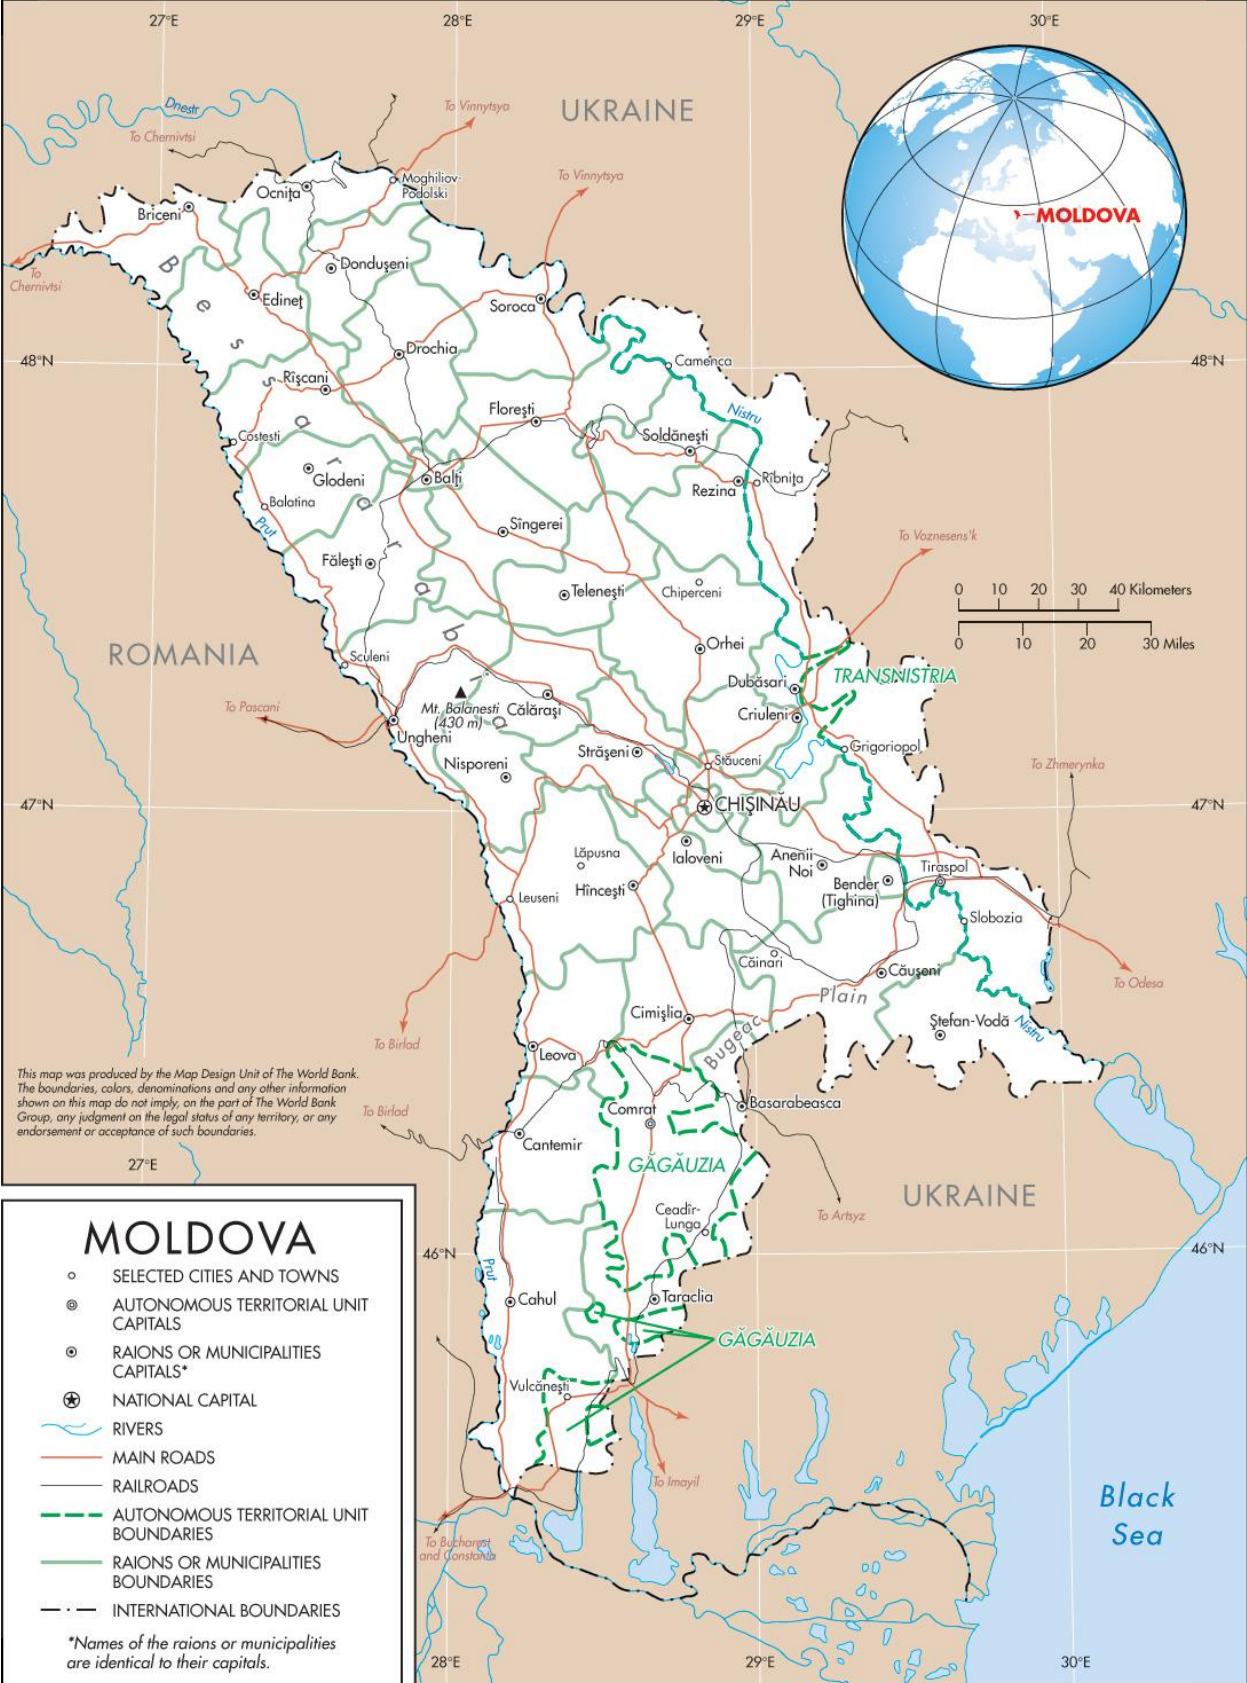 27°E
28°E
29°E
30°E
Dnestr
To Vinnytsya
UKRAINE
To Chernivtsi
To Vinnytsya
Moghiliov-
Podolski
Ocniţa
Briceni
MOLDOVA
To
Chernivtsi
Donduşeni
Edineţ
Soroca
Bessarabia
48°N
Drochia
Camenca
48°N
Rîşcani
Floreşti
Nistru
Costesti
Soldăneşti
Glodeni
Balţi
Rezina
Rîbniţa
Balatina
Prut
Sîngerei
To Voznesens'k
Făleşti
Teleneşti
Chiperceni
0 10 20 30 40 Kilometers
0 10 20 30 Miles
ROMANIA
Sculeni
Orhei
TRANSNISTRIA
Dubăsari
To Pascani
Mt. Balanesti
(430 m)
Călăraşi
Criuleni
Ungheni
Străşeni
Grigoriopol
Nisporeni
Stăuceni
To Zhmerynka
47°N
CHIŞINĂU
47°N
Lăpusna
Ialoveni
Anenii
Noi
Tiraspol
Hînceşti
Bender
(Tighina)
Leuseni
Slobozia
Căinari
Căuşeni
To Odesa
Plain
Cimişlia
Bugeac
Ştefan-Vodă
Nistru
To Birlad
Leova
This map was produced by the Map Design Unit of The World Bank.
The boundaries, colors, denominations and any other information
shown on this map do not imply, on the part of The World Bank
Group, any judgment on the legal status of any territory, or any
endorsement or acceptance of such boundaries.
To Birlad
Comrat
Basarabeasca
Cantemir
27°E
GĂGĂUZIA
UKRAINE
Ceadîr-
Lunga
To Artsyz
46°N
46°N
Prut
Cahul
Taraclia
GĂGĂUZIA
Vulcăneşti
To Imayil
Black
Sea
To Bucharest
and Constanta
28°E
29°E
30°E
MOLDOVA
SELECTED CITIES AND TOWNS
AUTONOMOUS TERRITORIAL UNIT
CAPITALS
RAIONS OR MUNICIPALITIES
CAPITALS*
NATIONAL CAPITAL
RIVERS
MAIN ROADS
RAILROADS
AUTONOMOUS TERRITORIAL UNIT
BOUNDARIES
RAIONS OR MUNICIPALITIES
BOUNDARIES
INTERNATIONAL BOUNDARIES
*Names of the raions or municipalities
are identical to their capitals.